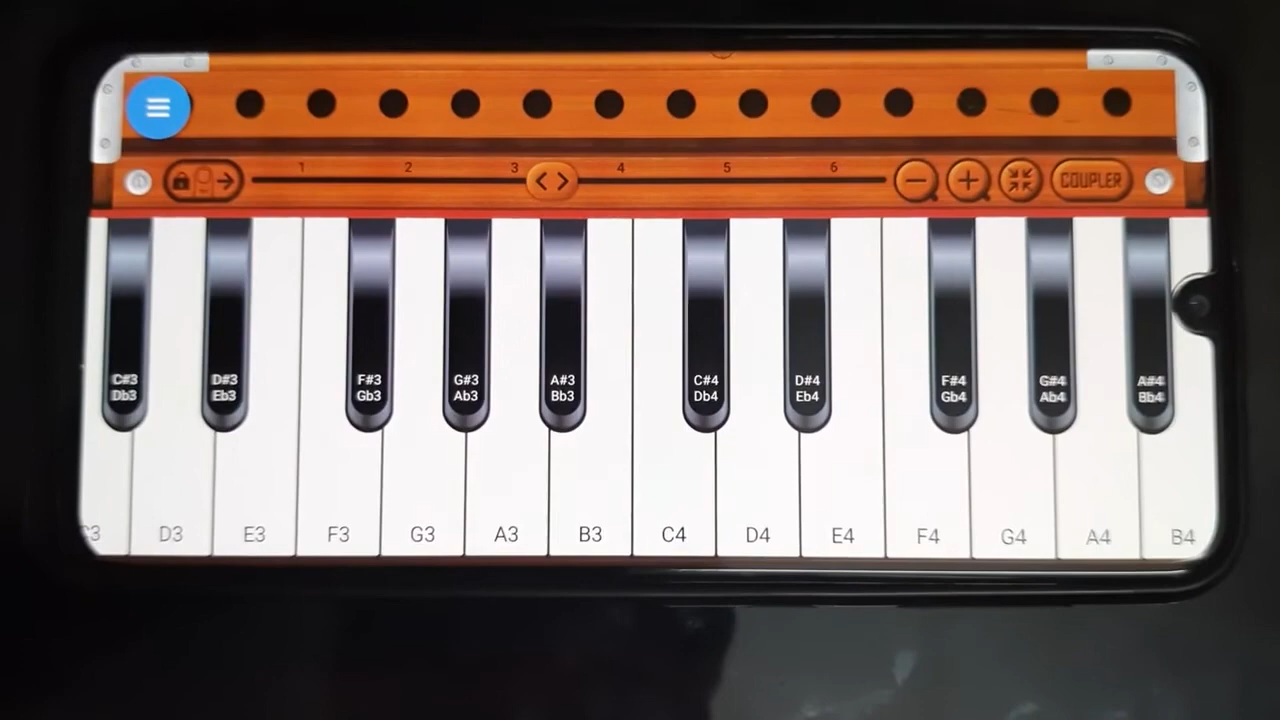 1 2 3 4 5 6
COUPLER
C#3 D#3 F#3 G#3 A#3 C#4 D#4 F#4 G#4 A#4
Db3 Eb3 Gb3 Ab3 Bb3 Db4 Eb4 Gb4 Ab4 Bb4
C3 D3 E3 F3 G3 A3 B3 C4 D4 E4 F4 G4 A4 B4